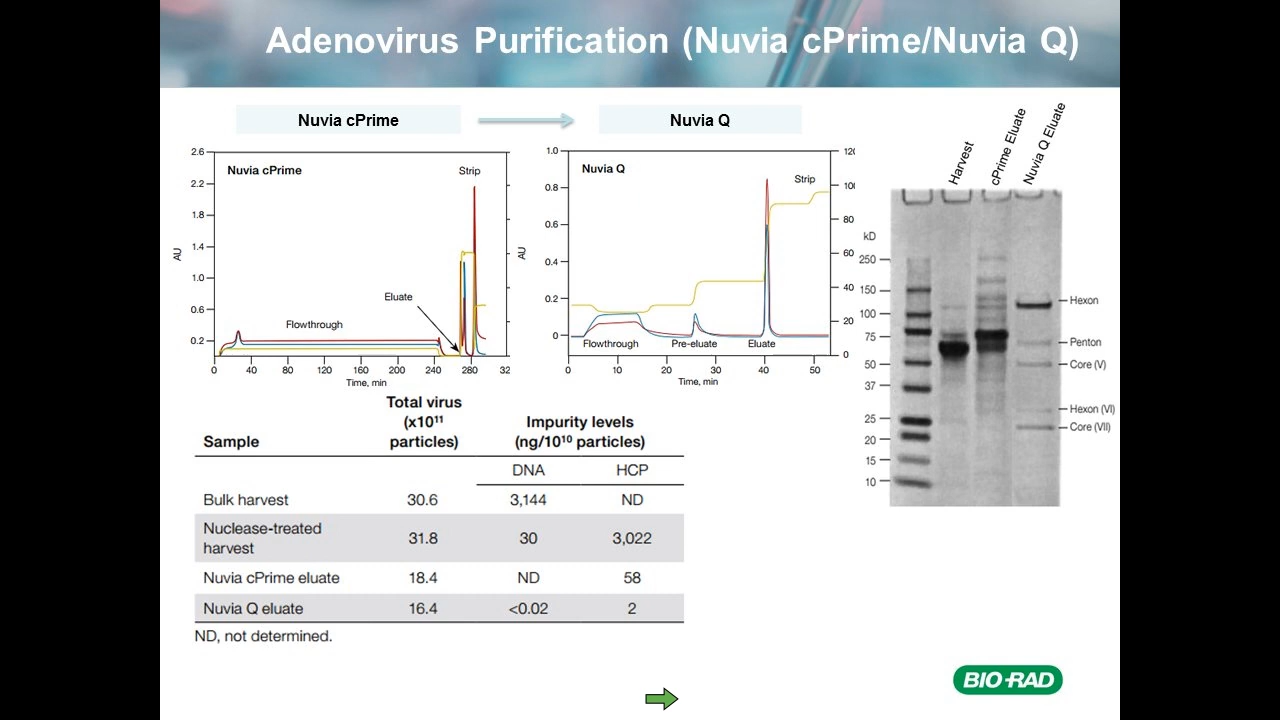 Adenovirus Purification (Nuvia cPrime/Nuvia Q)
Nuvia cPrime
Nuvia Q
Nuvia cPrime
Strip
Eluate
Flowthrough
AU
2.6
2.2
1.8
1.4
1.0
0.6
0.2
0 40 80 120 160 200 240 280 32
Time, min
Nuvia Q
Strip
Flowthrough
Pre-eluate
Eluate
AU
1.0
0.8
0.6
0.4
0.2
0
120
100
80
60
40
20
0
0 10 20 30 40 50
Time, min
Harvest
cPrime Eluate
Nuvia Q Eluate
kD
250
150
100
75
50
37
25
20
15
10
Hexon
Penton
Core (V)
Hexon (VI)
Core (VII)
Total virus
(x10¹¹
particles)
Impurity levels
(ng/10¹⁰ particles)
Sample
DNA HCP
Bulk harvest 30.6 3,144 ND
Nuclease-treated
harvest
31.8 30 3,022
Nuvia cPrime eluate 18.4 ND 58
Nuvia Q eluate 16.4 <0.02 2
ND, not determined.
BIO-RAD